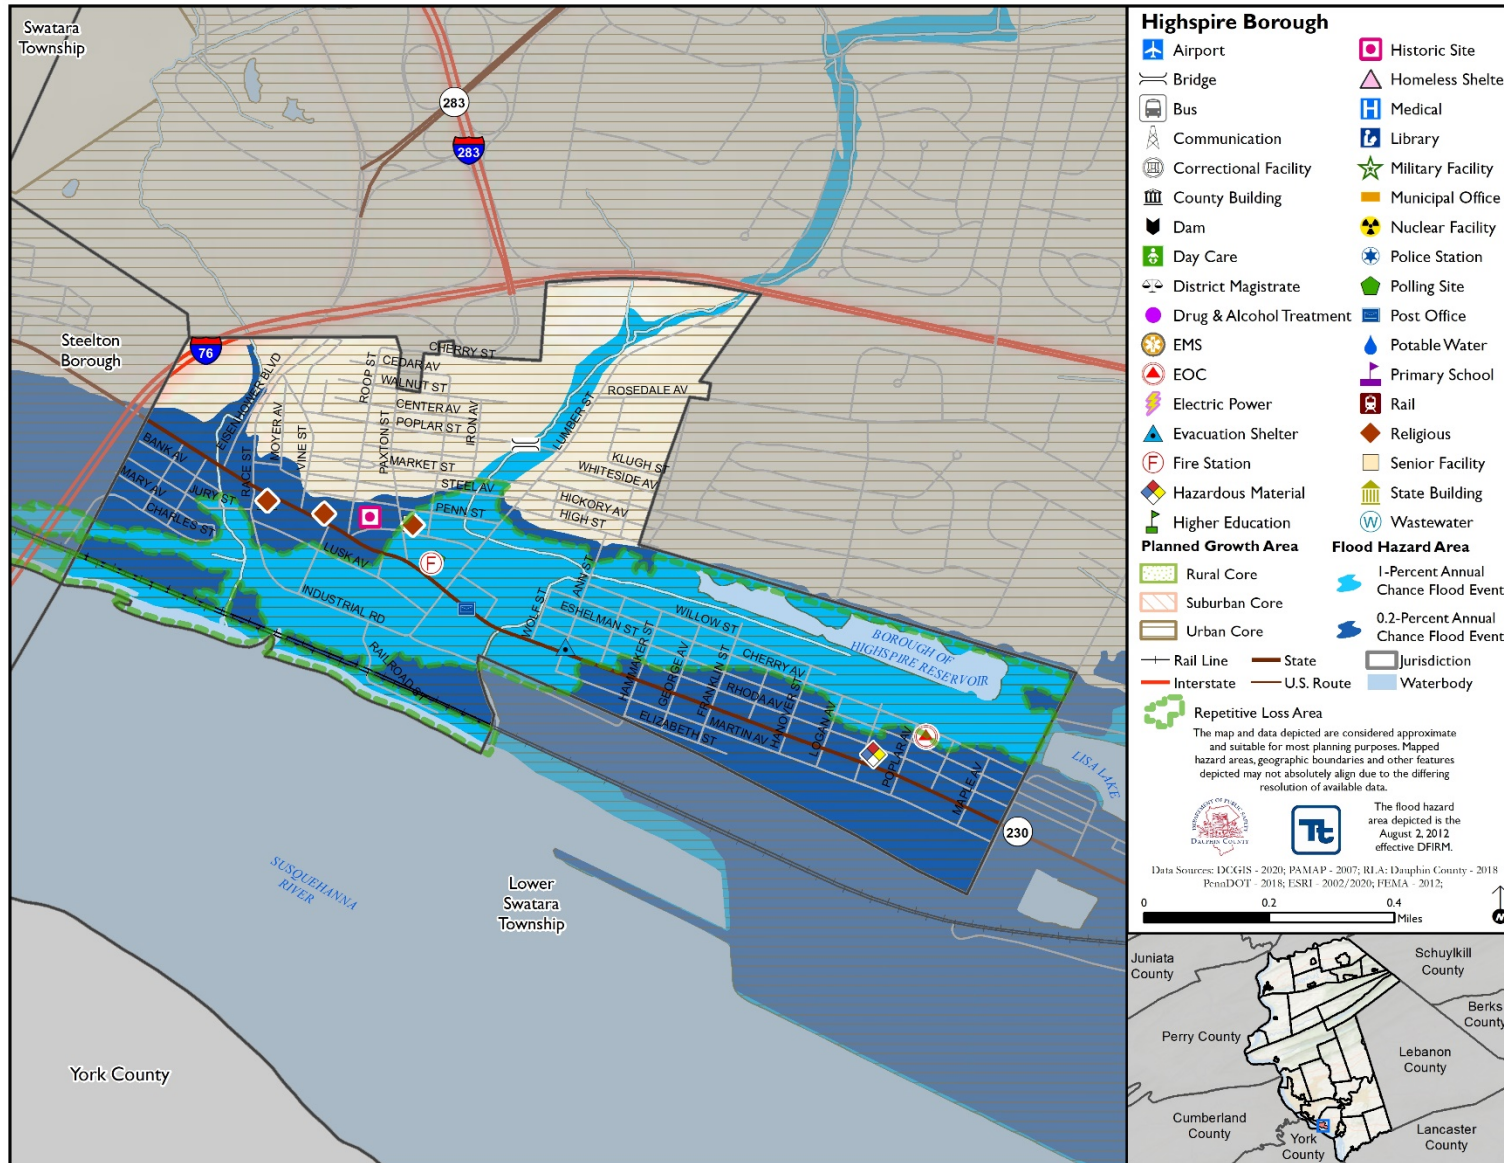 Swatara
Township
283
283
Steelton
Borough
76
EISENHOWER BLVD
CHERRY ST
CEDAR AV
WALNUT ST
ROOP ST
CENTER AV
POPLAR ST
IRON AV
PAXTON ST
MARKET ST
STEEL AV
PENN ST
LUMBER ST
ROSEDALE AV
KLUGH ST
WHITESIDE AV
HICKORY AV
HIGH ST
MOYER AV
VINE ST
RACE ST
BANK AV
MARY AV
JURY ST
CHARLES ST
LUSK AV
INDUSTRIAL RD
RAILROAD ST
F
WOLF ST
ANN ST
ESHELMAN ST
WILLOW ST
HAMMAKER ST
GEORGE AV
FRANKLIN ST
CHERRY AV
RHODA AV
HANOVER ST
MARTIN AV
ELIZABETH ST
LOGAN AV
POPLAR AV
MAPLE AV
BOROUGH OF
HIGHSPIRE RESERVOIR
LISA LAKE
230
SUSQUEHANNA
RIVER
Lower
Swatara
Township
York County
Highspire Borough
Airport
Bridge
Bus
Communication
Correctional Facility
County Building
Dam
Day Care
District Magistrate
Drug & Alcohol Treatment
EMS
EOC
Electric Power
Evacuation Shelter
F Fire Station
Hazardous Material
Higher Education
Historic Site
Homeless Shelte
H Medical
Library
Military Facility
Municipal Office
Nuclear Facility
Police Station
Polling Site
Post Office
Potable Water
Primary School
Rail
Religious
Senior Facility
State Building
W Wastewater
Planned Growth Area
Rural Core
Suburban Core
Urban Core
Flood Hazard Area
1-Percent Annual
Chance Flood Event
0.2-Percent Annual
Chance Flood Event
Rail Line
State
Jurisdiction
Interstate
U.S. Route
Waterbody
Repetitive Loss Area
The map and data depicted are considered approximate
and suitable for most planning purposes. Mapped
hazard areas, geographic boundaries and other features
depicted may not absolutely align due to the differing
resolution of available data.
DEPARTMENT OF PUBLIC SAFETY
DAUPHIN COUNTY
Tt
The flood hazard
area depicted is the
August 2, 2012
effective DFIRM.
Data Sources: DCGIS - 2020; PAMAP - 2007; RLA: Dauphin County - 2018
PennDOT - 2018; ESRI - 2002/2020; FEMA - 2012;
0 0.2 0.4
Miles
N
Juniata
County
Schuylkill
County
Berks
County
Perry County
Lebanon
County
Cumberland
County
York
County
Lancaster
County